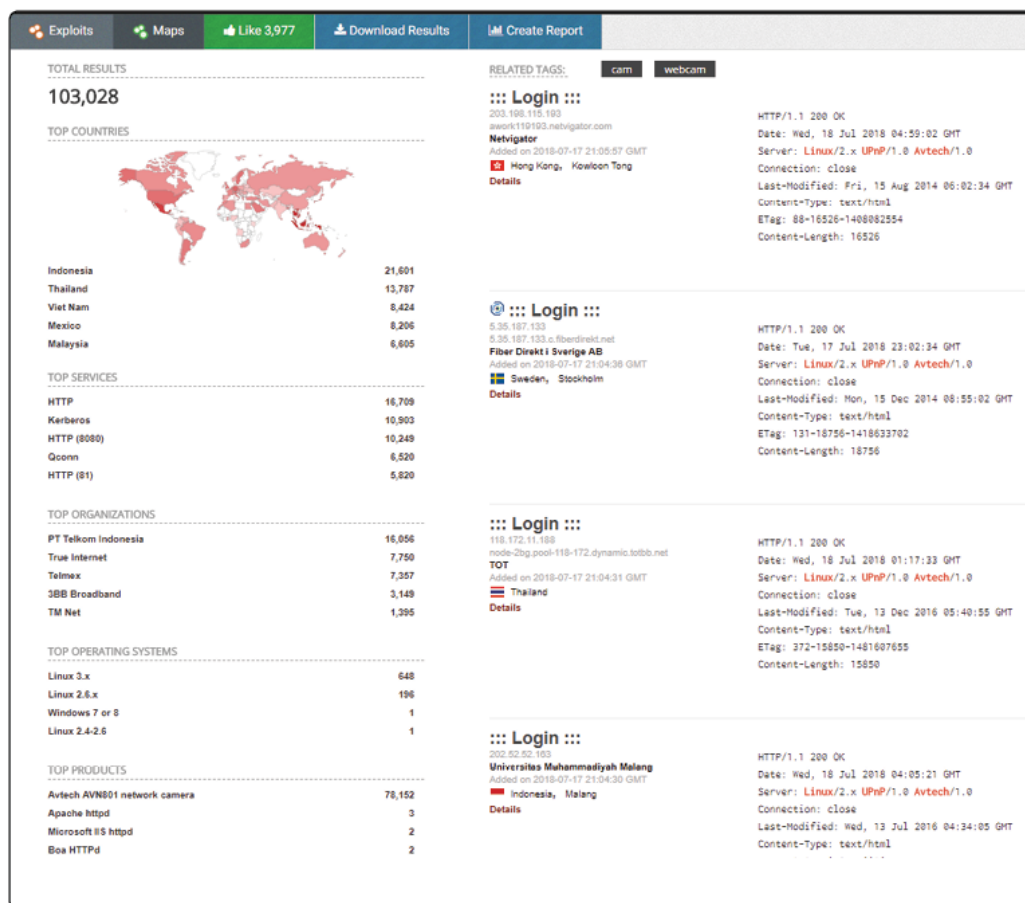 Exploits Maps Like 3,977 Download Results Create Report
TOTAL RESULTS
103,028
TOP COUNTRIES
Indonesia 21,601
Thailand 13,787
Viet Nam 8,424
Mexico 8,206
Malaysia 6,605
TOP SERVICES
HTTP 16,709
Kerberos 10,903
HTTP (8080) 10,249
Qconn 6,520
HTTP (81) 5,820
TOP ORGANIZATIONS
PT Telkom Indonesia 16,056
True Internet 7,750
Telmex 7,357
3BB Broadband 3,149
TM Net 1,395
TOP OPERATING SYSTEMS
Linux 3.x 648
Linux 2.6.x 196
Windows 7 or 8 1
Linux 2.4-2.6 1
TOP PRODUCTS
Avtech AVN801 network camera 78,152
Apache httpd 3
Microsoft IIS httpd 2
Boa HTTPd 2
RELATED TAGS: cam webcam
::: Login :::
203.198.115.193
awork119193.netvigator.com
Netvigator
Added on 2018-07-17 21:05:57 GMT
Hong Kong, Kowloon Tong
Details
HTTP/1.1 200 OK
Date: Wed, 18 Jul 2018 04:59:02 GMT
Server: Linux/2.x UPnP/1.0 Avtech/1.0
Connection: close
Last-Modified: Fri, 15 Aug 2014 06:02:34 GMT
Content-Type: text/html
ETag: 88-16526-1408082554
Content-Length: 16526
::: Login :::
5.35.187.133
5.35.187.133.c.fiberdirekt.net
Fiber Direkt i Sverige AB
Added on 2018-07-17 21:04:36 GMT
Sweden, Stockholm
Details
HTTP/1.1 200 OK
Date: Tue, 17 Jul 2018 23:02:34 GMT
Server: Linux/2.x UPnP/1.0 Avtech/1.0
Connection: close
Last-Modified: Mon, 15 Dec 2014 08:55:02 GMT
Content-Type: text/html
ETag: 131-18756-1418633702
Content-Length: 18756
::: Login :::
118.172.11.188
node-2bg.pool-118-172.dynamic.totbb.net
TOT
Added on 2018-07-17 21:04:31 GMT
Thailand
Details
HTTP/1.1 200 OK
Date: Wed, 18 Jul 2018 01:17:33 GMT
Server: Linux/2.x UPnP/1.0 Avtech/1.0
Connection: close
Last-Modified: Tue, 13 Dec 2016 05:40:55 GMT
Content-Type: text/html
ETag: 372-15850-1481607655
Content-Length: 15850
::: Login :::
202.52.52.163
Universitas Muhammadiyah Malang
Added on 2018-07-17 21:04:30 GMT
Indonesia, Malang
Details
HTTP/1.1 200 OK
Date: Wed, 18 Jul 2018 04:05:21 GMT
Server: Linux/2.x UPnP/1.0 Avtech/1.0
Connection: close
Last-Modified: Wed, 13 Jul 2016 04:34:05 GMT
Content-Type: text/html